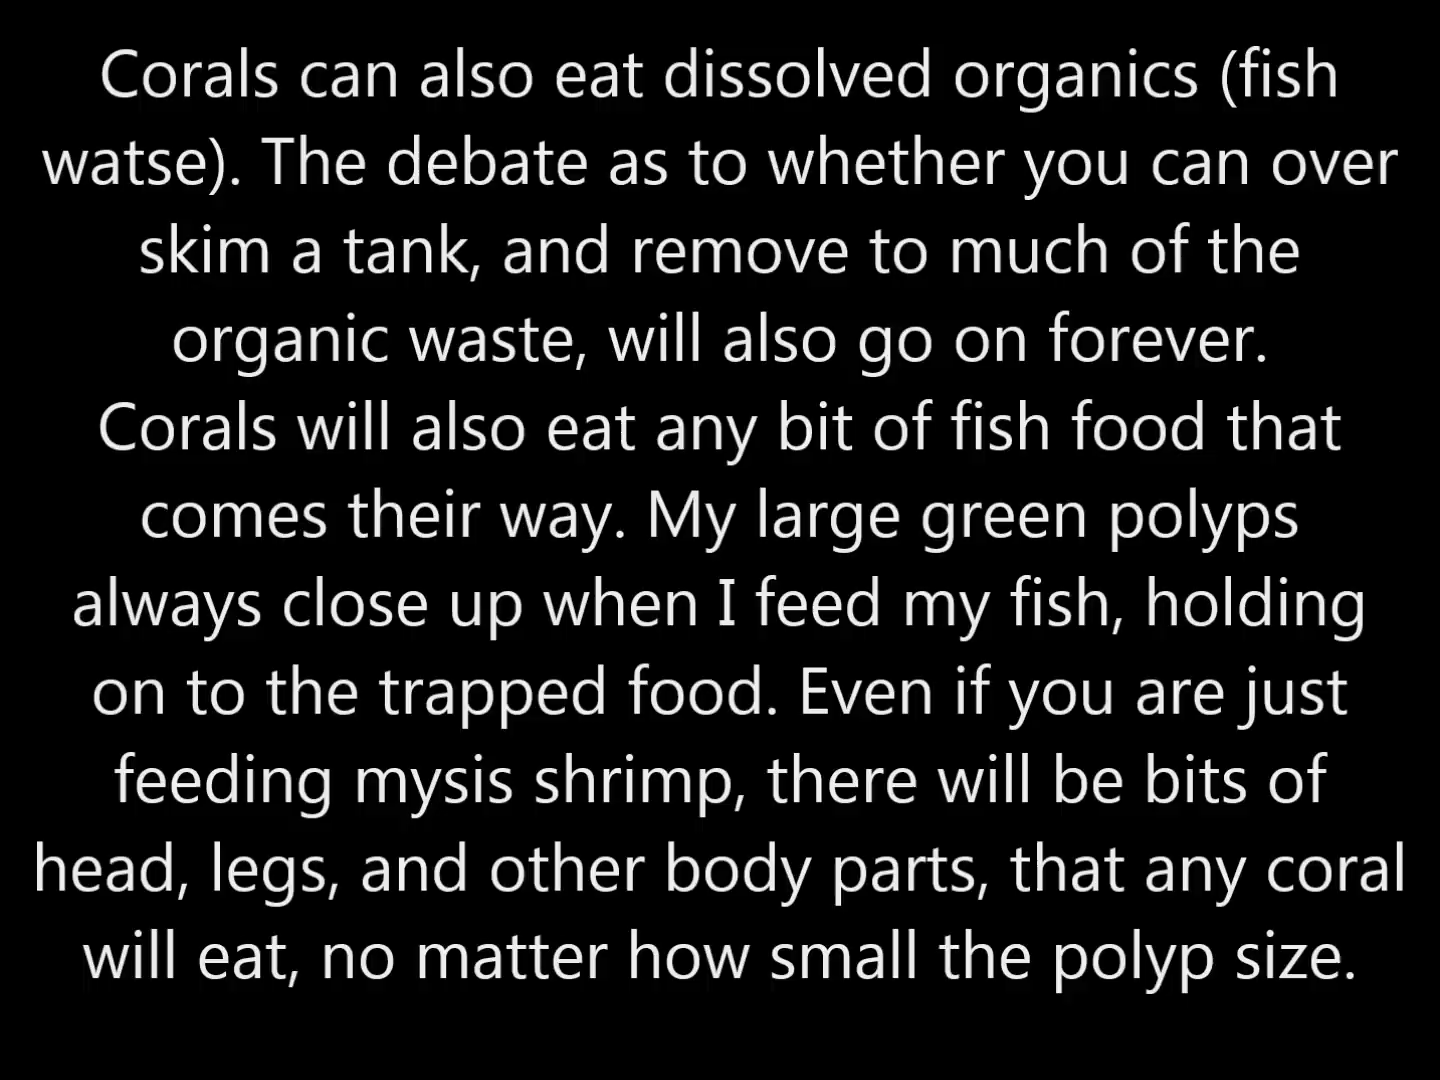 Corals can also eat dissolved organics (fish
watse). The debate as to whether you can over
skim a tank, and remove to much of the
organic waste, will also go on forever.
Corals will also eat any bit of fish food that
comes their way. My large green polyps
always close up when I feed my fish, holding
on to the trapped food. Even if you are just
feeding mysis shrimp, there will be bits of
head, legs, and other body parts, that any coral
will eat, no matter how small the polyp size.